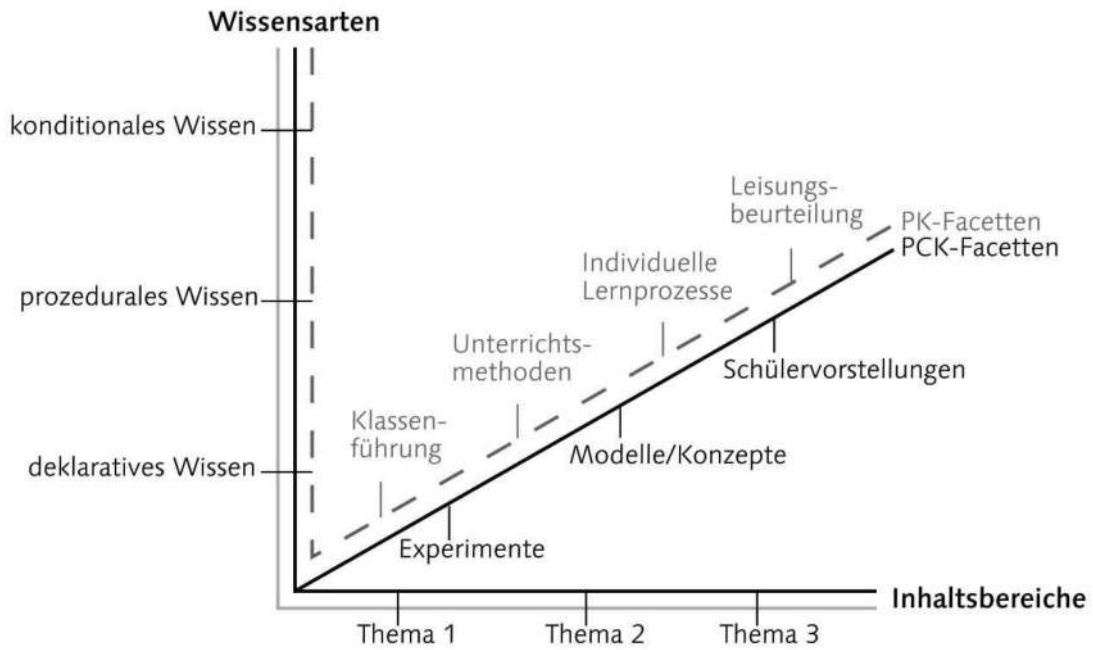 Wissensarten
konditionales Wissen
Leisungs-
beurteilung
PK-Facetten
PCK-Facetten
Individuelle
Lernprozesse
prozedurales Wissen
Unterrichts-
methoden
Schülervorstellungen
Klassen-
führung
Modelle/Konzepte
deklaratives Wissen
Experimente
Inhaltsbereiche
Thema 1
Thema 2
Thema 3